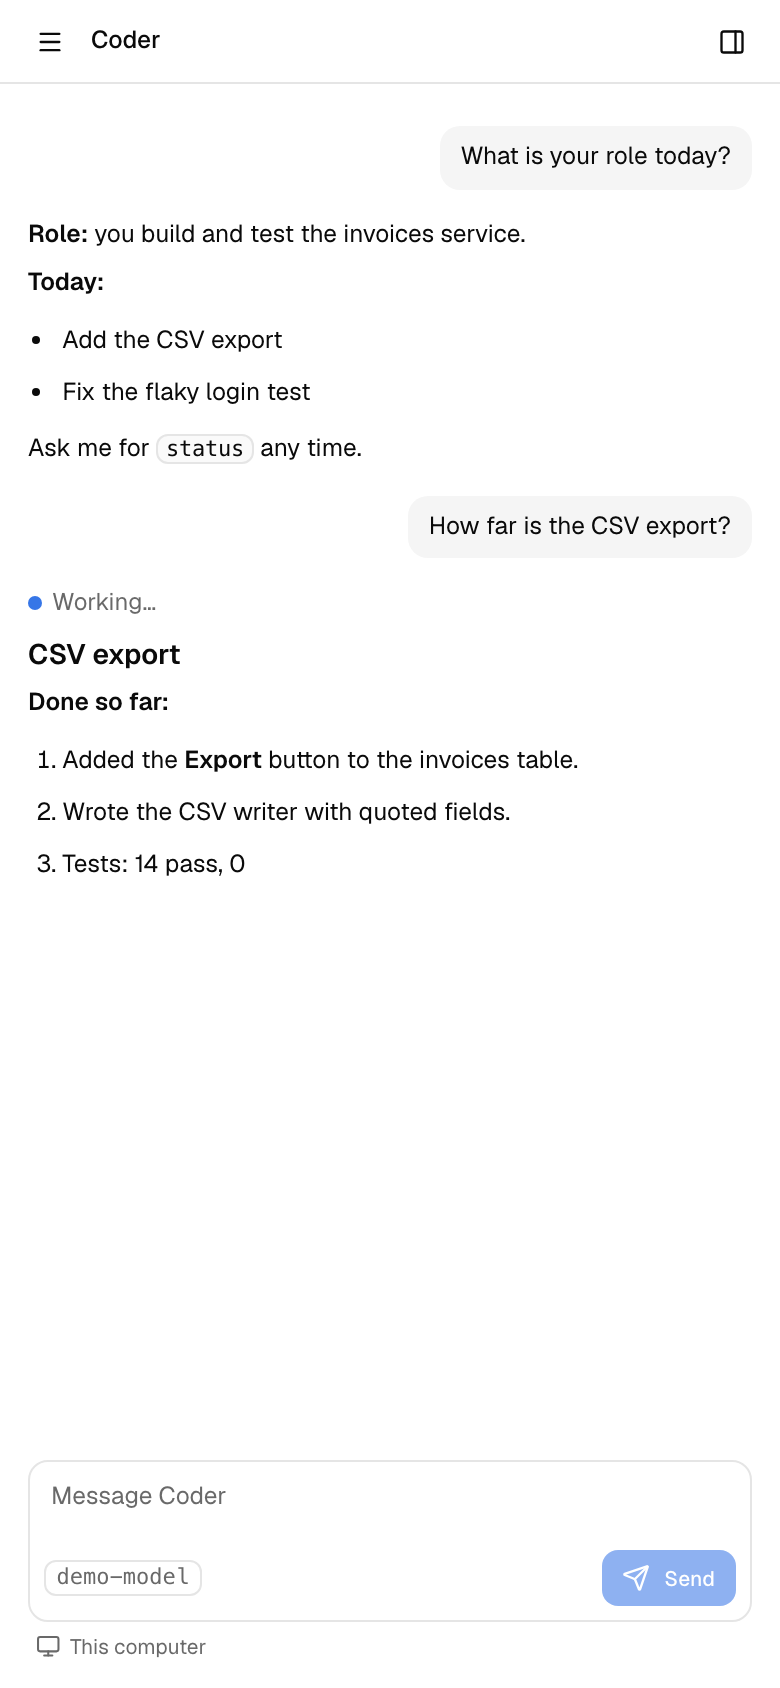 Coder
What is your role today?
Role: you build and test the invoices service.
Today:
• Add the CSV export
• Fix the flaky login test
Ask me for status any time.
How far is the CSV export?
Working…
CSV export
Done so far:
1. Added the Export button to the invoices table.
2. Wrote the CSV writer with quoted fields.
3. Tests: 14 pass, 0
Message Coder
demo-model
Send
This computer